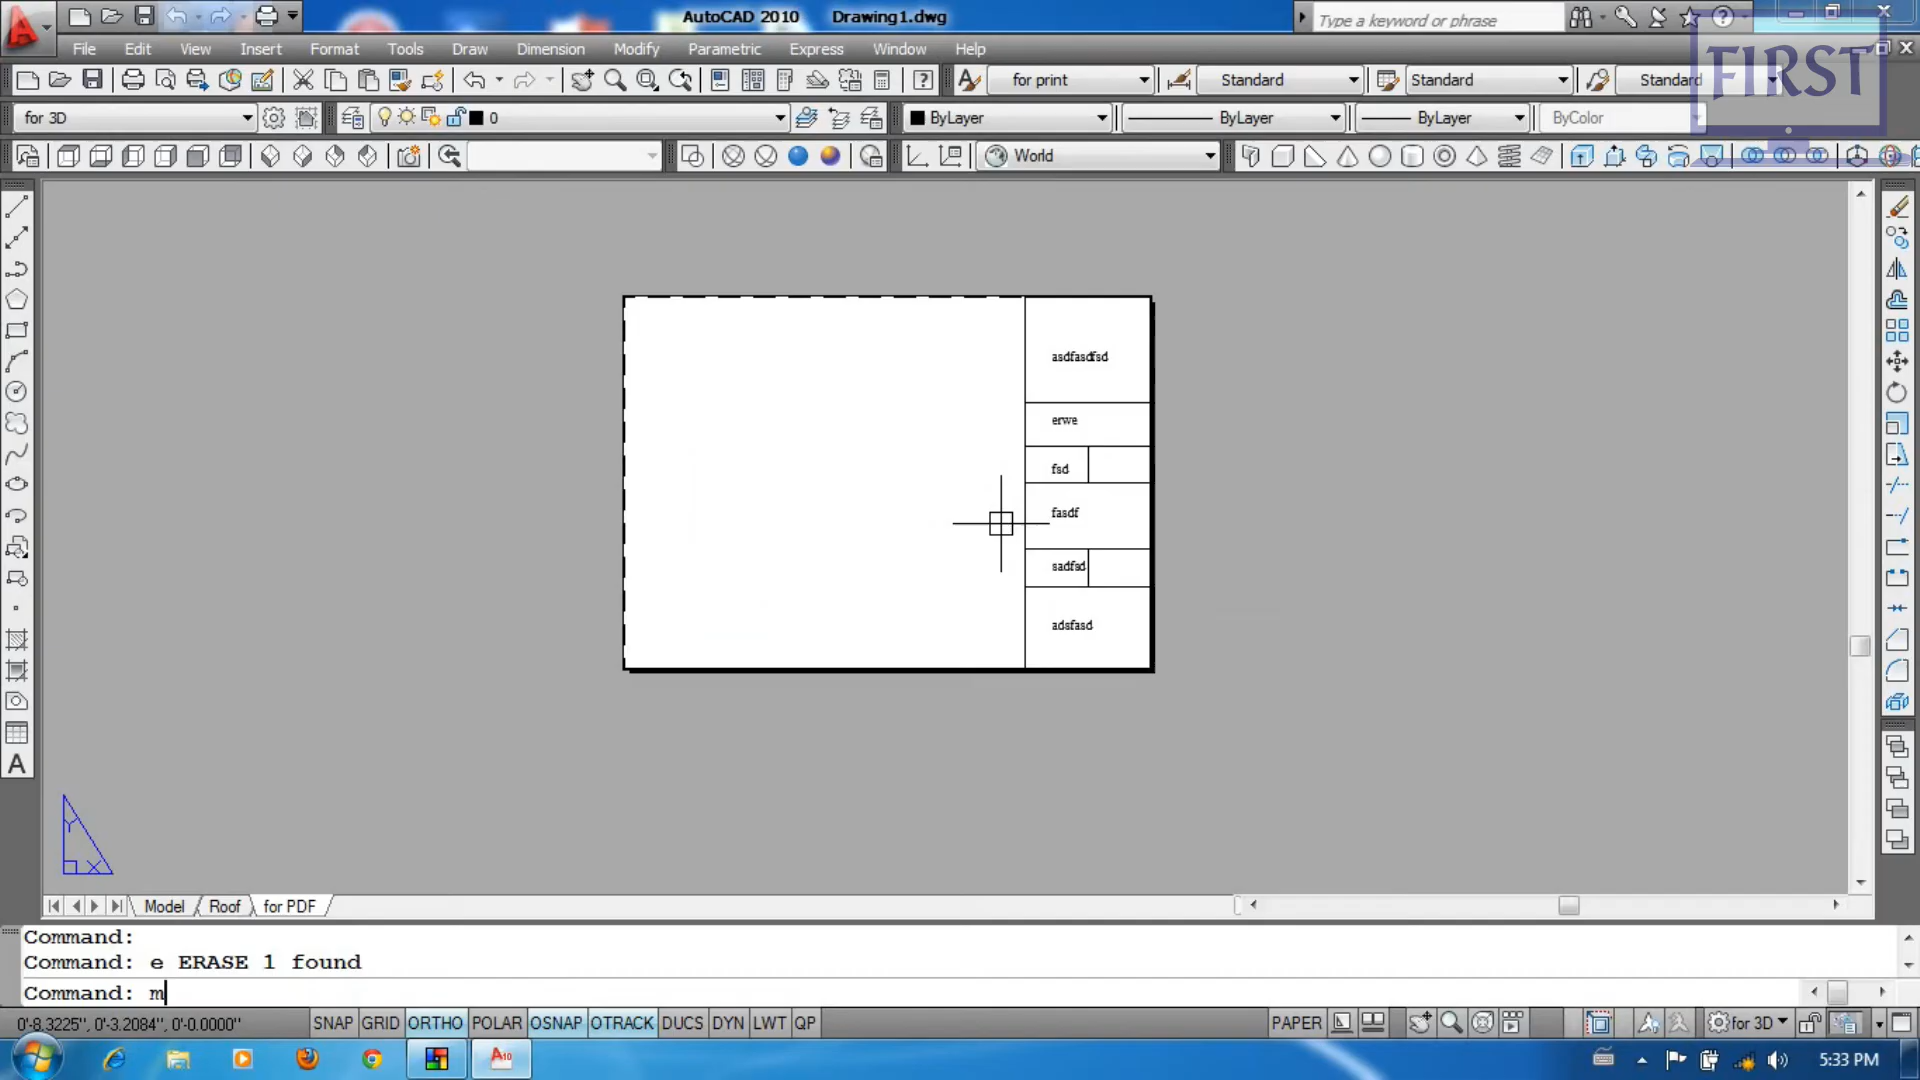 AutoCAD 2010 Drawing1.dwg
Type a keyword or phrase
FIRST
File Edit View Insert Format Tools Draw Dimension Modify Parametric Express Window Help
for print Standard Standard Standard
for 3D 0 ByLayer ByLayer ByLayer ByColor
World
asdfasdfsd
erwe
fsd
fasdf
sadfsd
adsfasd
Y
X
A
Model Roof for PDF
Command:
Command: e ERASE 1 found
Command: m
0'-8.3225", 0'-3.2084", 0'-0.0000" SNAP GRID ORTHO POLAR OSNAP OTRACK DUCS DYN LWT QP PAPER for 3D
5:33 PM